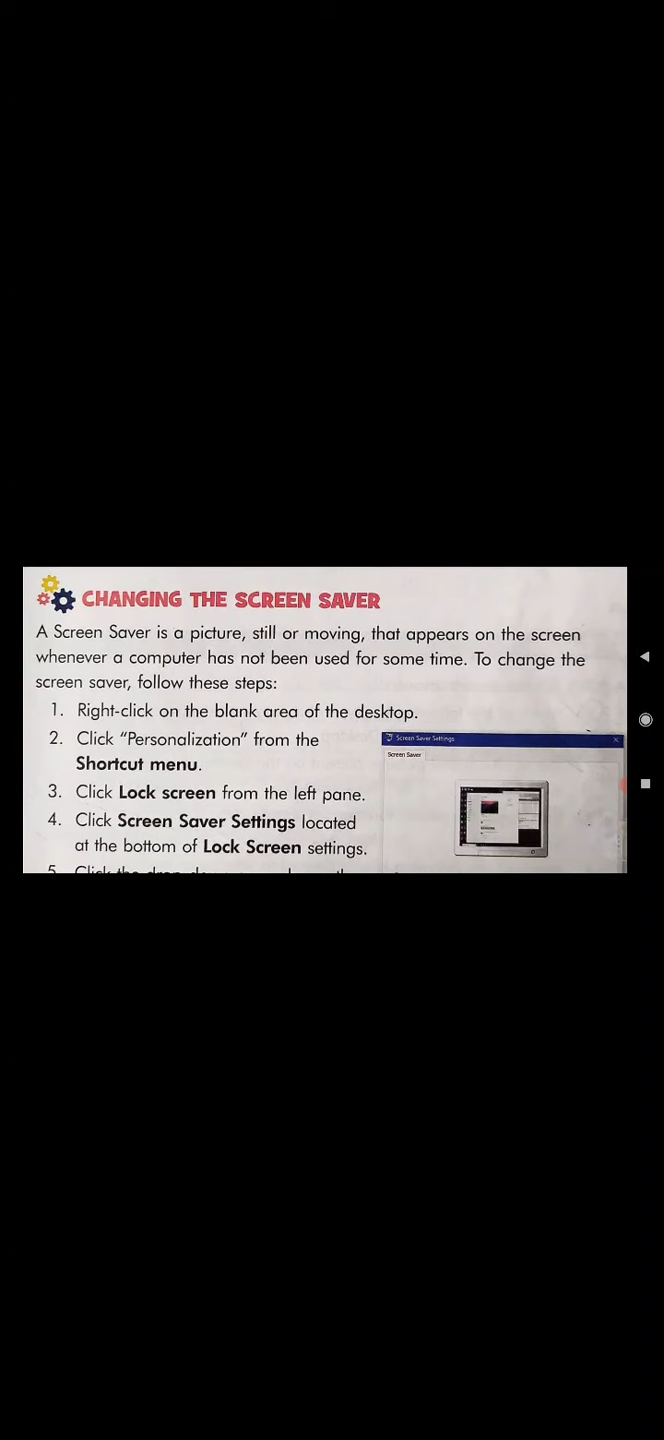 CHANGING THE SCREEN SAVER
A Screen Saver is a picture, still or moving, that appears on the screen
whenever a computer has not been used for some time. To change the
screen saver, follow these steps:
1. Right-click on the blank area of the desktop.
2. Click “Personalization” from the
Shortcut menu.
Screen Saver Settings
Screen Saver
3. Click Lock screen from the left pane.
4. Click Screen Saver Settings located
at the bottom of Lock Screen settings.
5. Click the drop